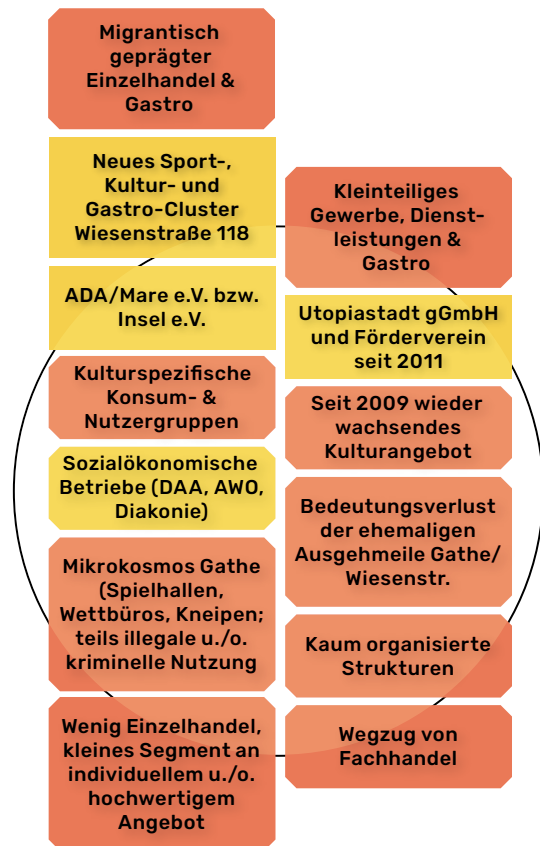 Migrantisch
geprägter
Einzelhandel &
Gastro
Neues Sport-,
Kultur- und
Gastro-Cluster
Wiesenstraße 118
ADA/Mare e.V. bzw.
Insel e.V.
Kulturspezifische
Konsum- &
Nutzergruppen
Sozialökonomische
Betriebe (DAA, AWO,
Diakonie)
Mikrokosmos Gathe
(Spielhallen,
Wettbüros, Kneipen;
teils illegale u./o.
kriminelle Nutzung
Wenig Einzelhandel,
kleines Segment an
individuellem u./o.
hochwertigem
Angebot
Kleinteiliges
Gewerbe, Dienst-
leistungen &
Gastro
Utopiastadt gGmbH
und Förderverein
seit 2011
Seit 2009 wieder
wachsendes
Kulturangebot
Bedeutungsverlust
der ehemaligen
Ausgehmeile Gathe/
Wiesenstr.
Kaum organisierte
Strukturen
Wegzug von
Fachhandel